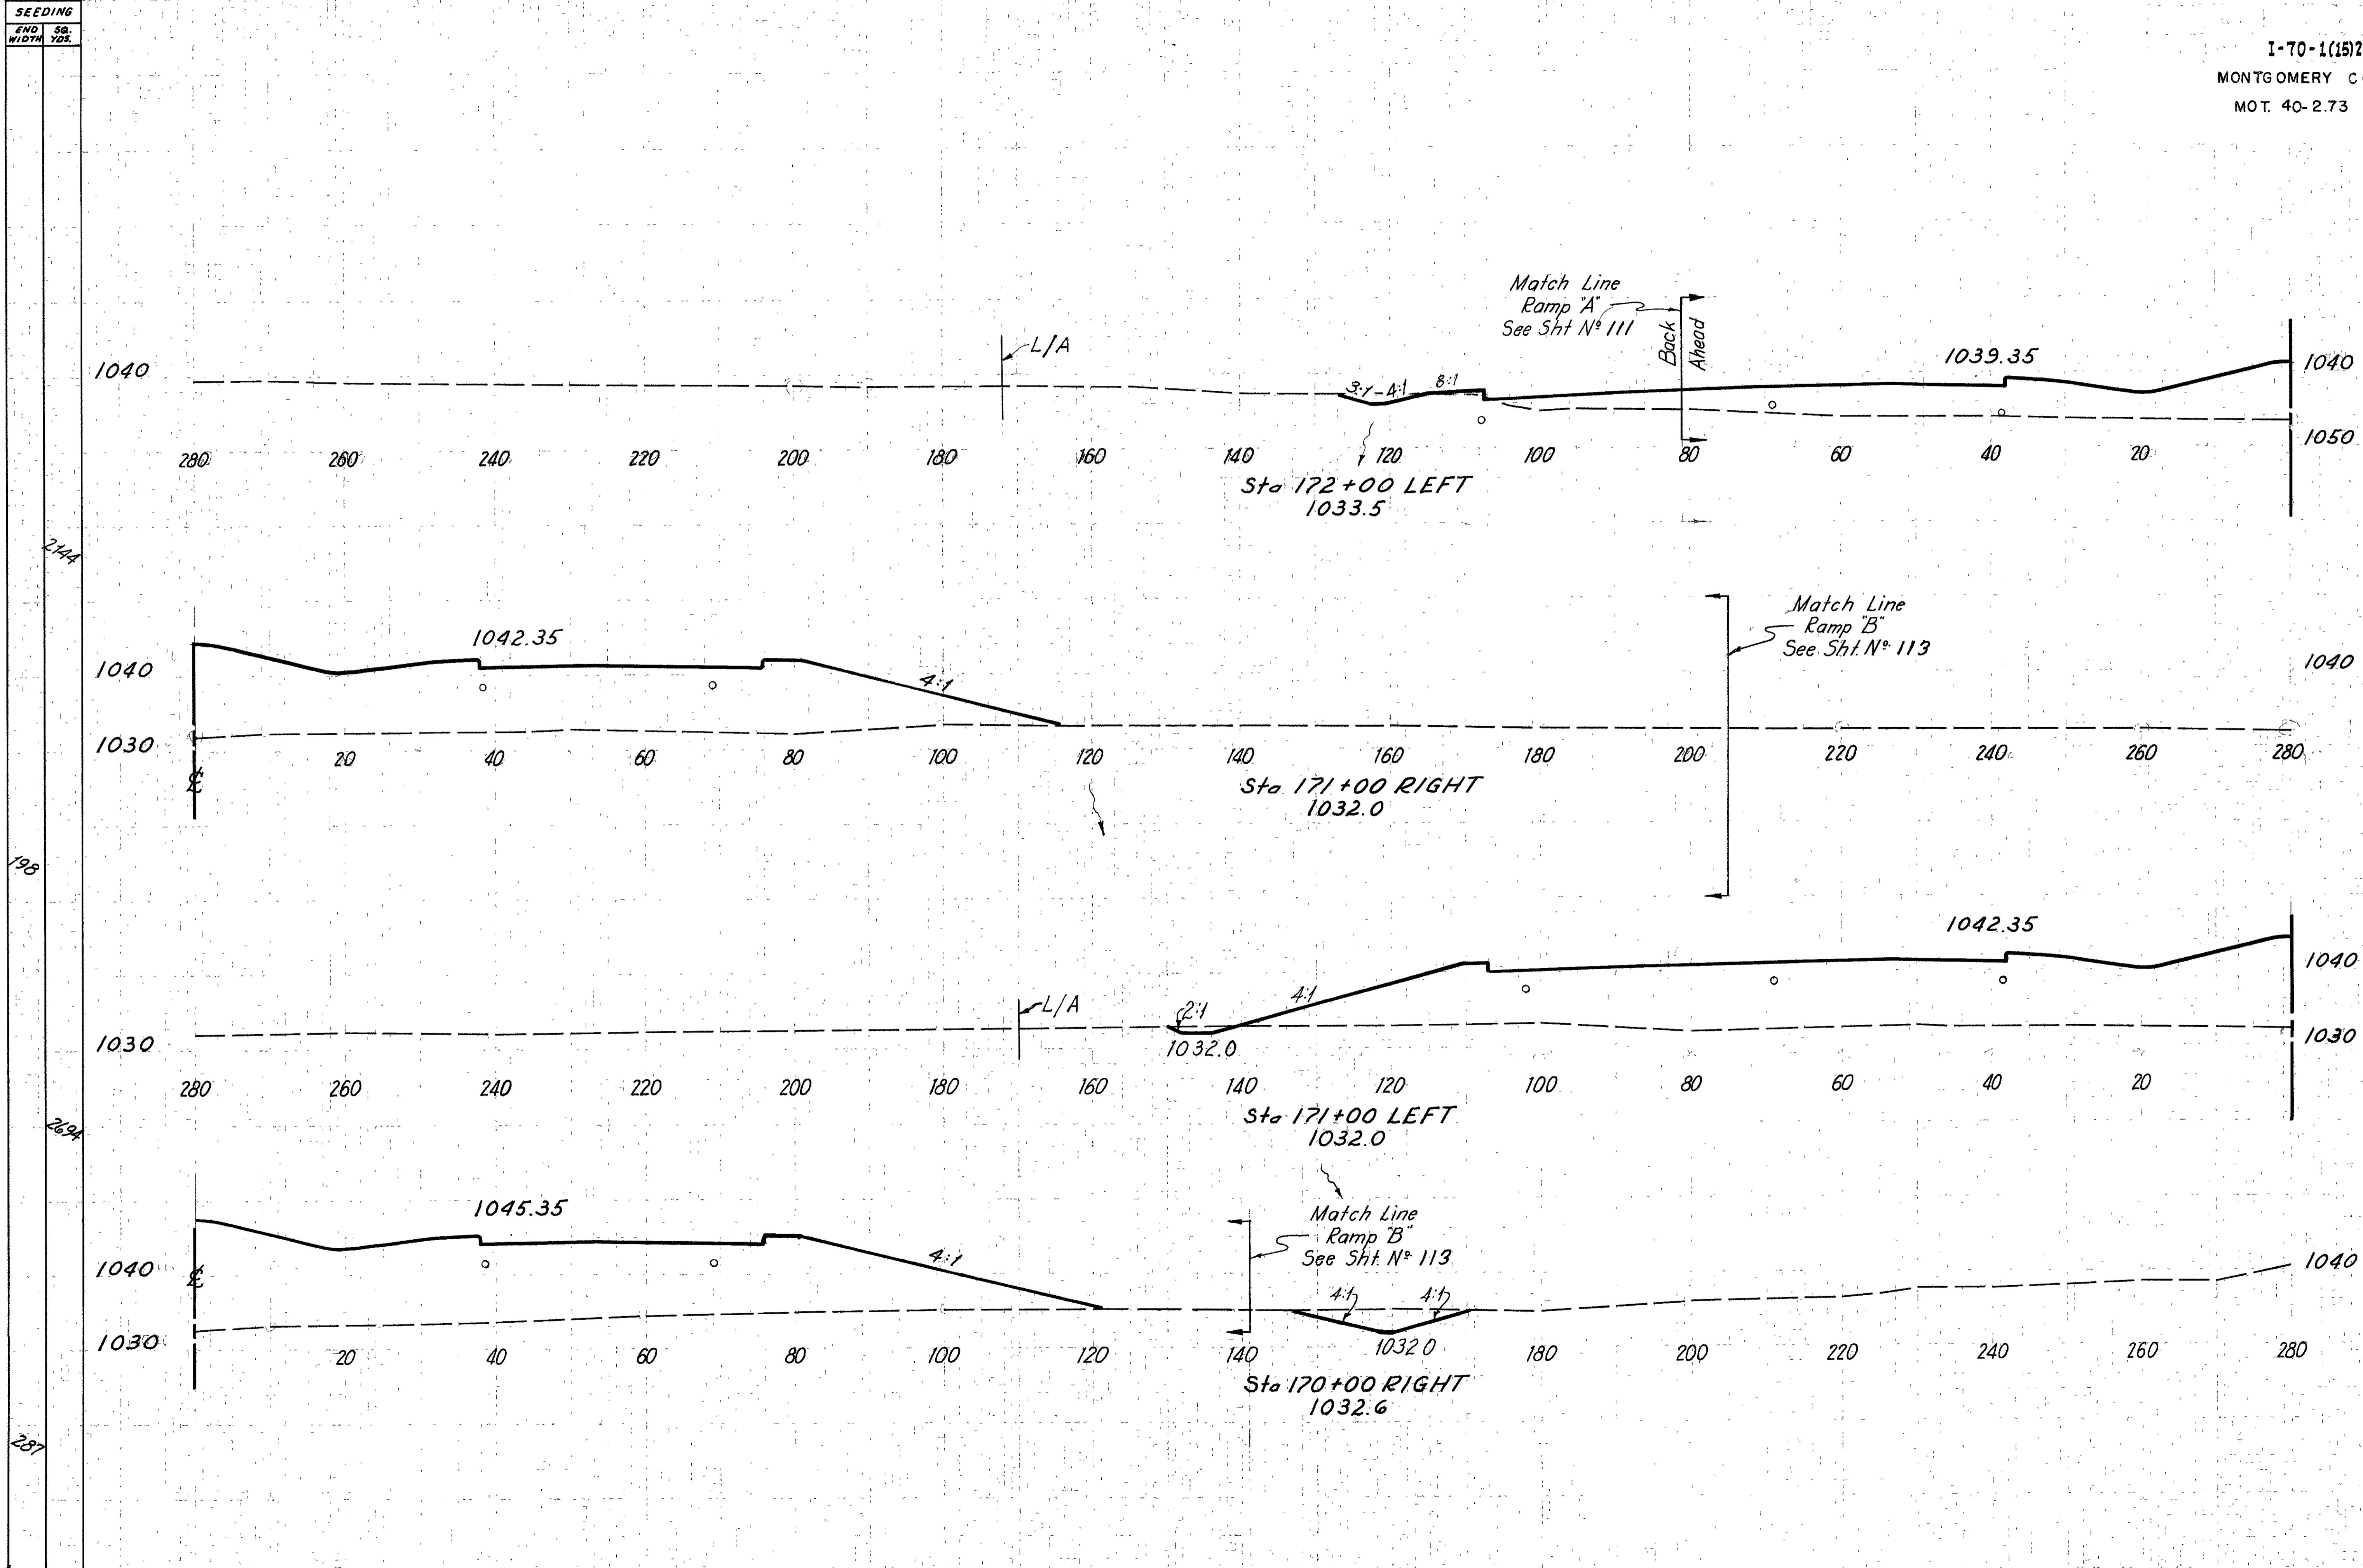 SEEDING
END WIDTH
SQ. YDS.
I-70-1(15)2
MONTGOMERY C
MOT. 40-2.73
Match Line
Ramp "A"
See Sht Nº 111
Back
Ahead
L/A
1039.35
1040
1040
3:1-4:1
8:1
1050
280 260 240 220 200 180 160 140 120 100 80 60 40 20
Sta 172+00 LEFT
1033.5
2144
Match Line
Ramp "B"
See Sht. Nº 113
1042.35
1040
1040
4:1
1030
20 40 60 80 100 120 140 160 180 200 220 240 260 280
℄
Sta 171+00 RIGHT
1032.0
198
1042.35
1040
L/A
2:1
4:1
1030
1032.0
1030
280 260 240 220 200 180 160 140 120 100 80 60 40 20
Sta 171+00 LEFT
1032.0
2694
Match Line
Ramp "B"
See Sht. Nº 113
1045.35
1040
℄
4:1
1040
4:1
4:1
1030
1032.0
20 40 60 80 100 120 140 180 200 220 240 260 280
Sta 170+00 RIGHT
1032.6
287